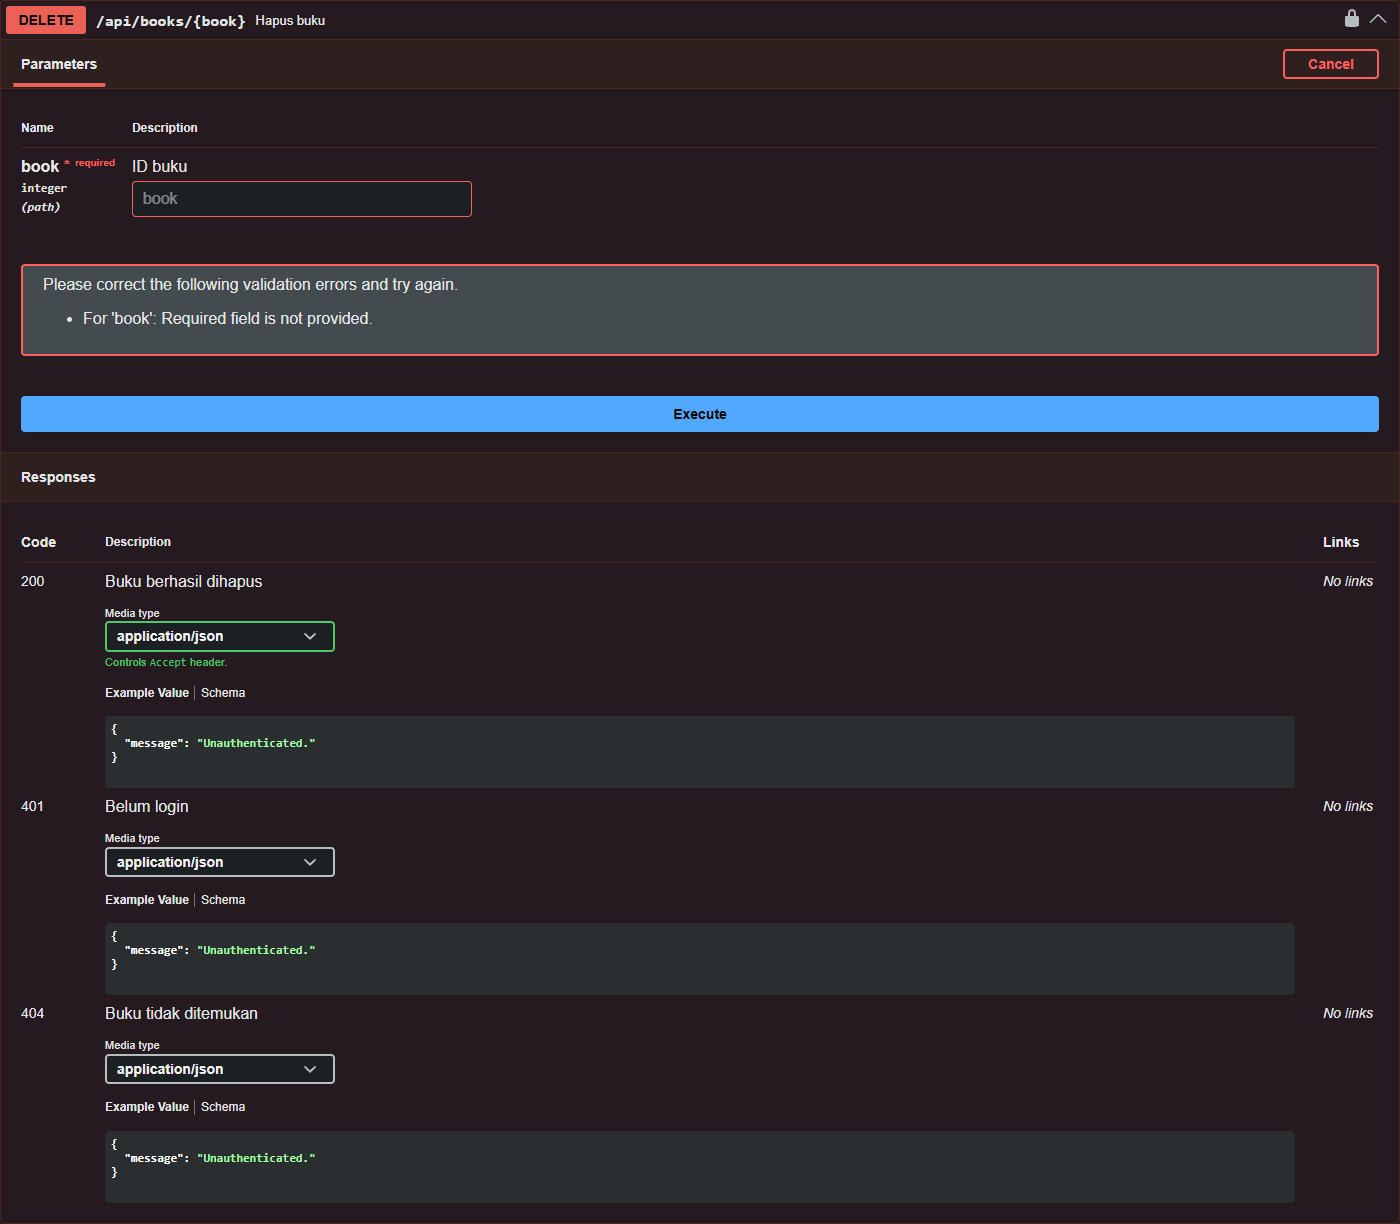 DELETE /api/books/{book} Hapus buku
Parameters Cancel
Name Description
book * required ID buku
integer
(path)
book
Please correct the following validation errors and try again.
• For 'book': Required field is not provided.
Execute
Responses
Code Description Links
200 Buku berhasil dihapus No links
Media type
application/json
Controls Accept header.
Example Value | Schema
{
"message": "Unauthenticated."
}
401 Belum login No links
Media type
application/json
Example Value | Schema
{
"message": "Unauthenticated."
}
404 Buku tidak ditemukan No links
Media type
application/json
Example Value | Schema
{
"message": "Unauthenticated."
}